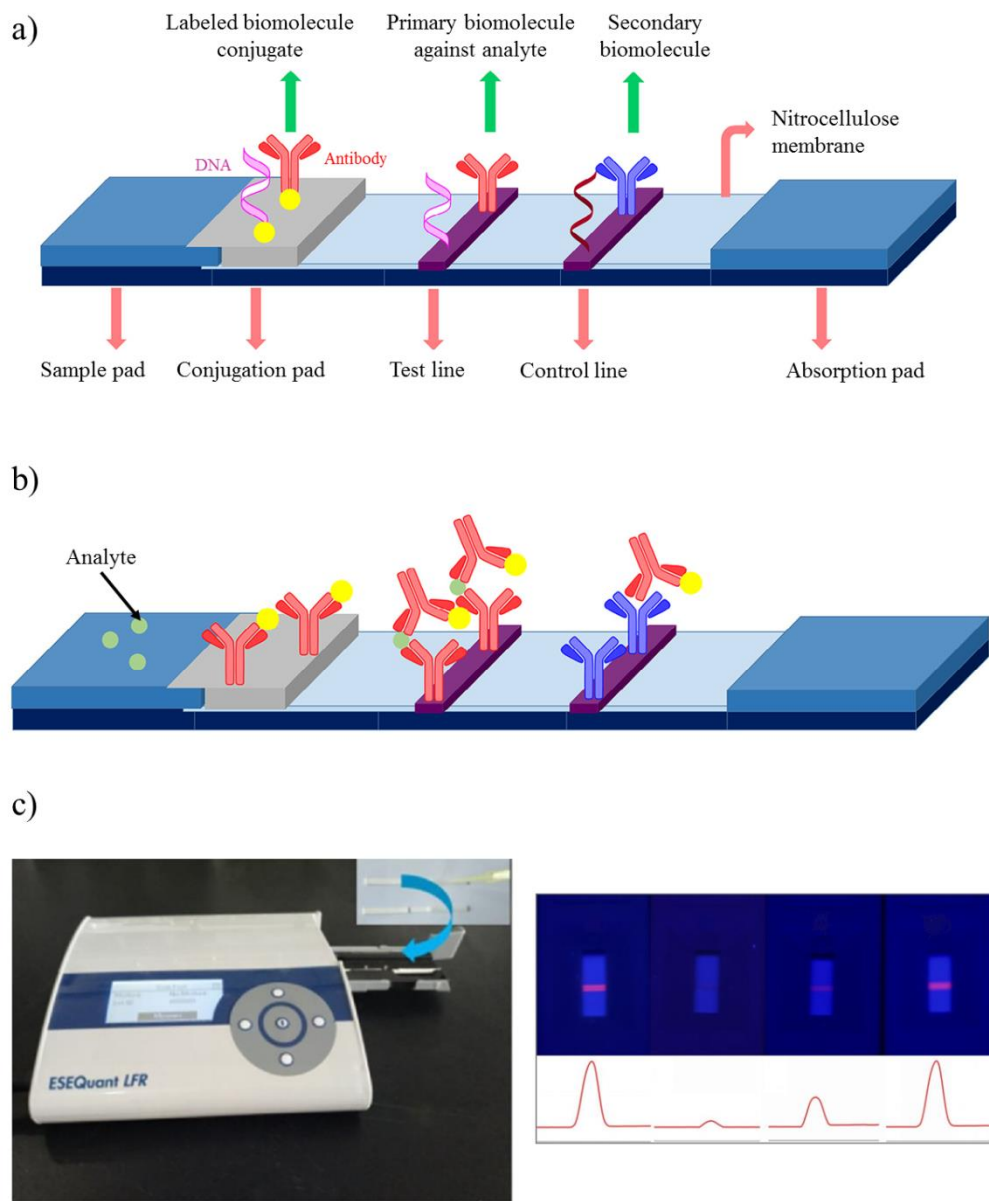 a)
Labeled biomolecule
conjugate
Primary biomolecule
against analyte
Secondary
biomolecule
Nitrocellulose
membrane
DNA
Antibody
Sample pad
Conjugation pad
Test line
Control line
Absorption pad
b)
Analyte
c)
ESEQuant LFR